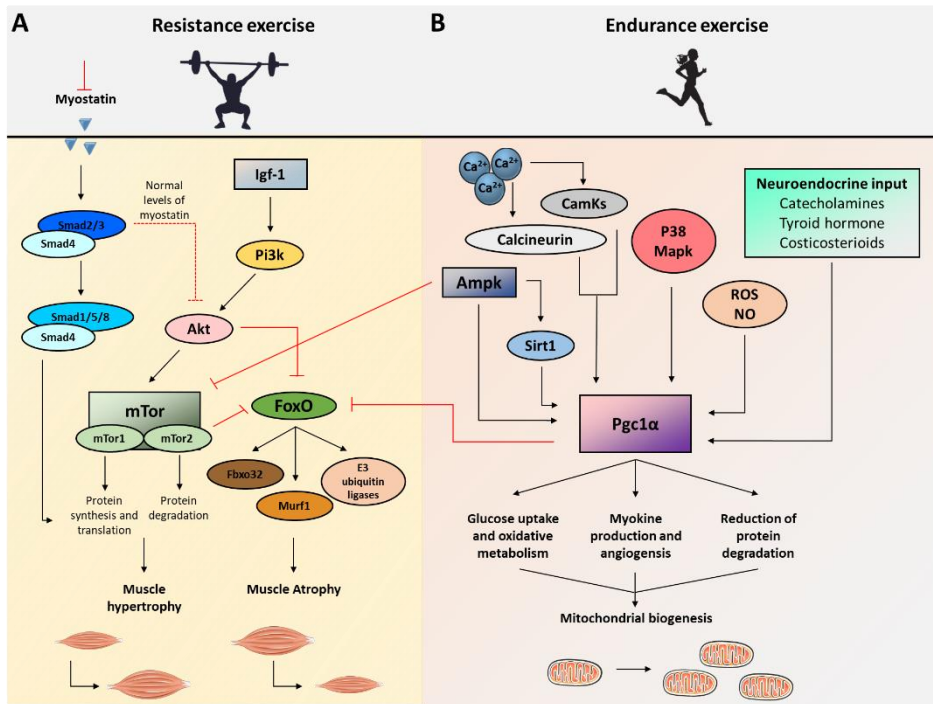 A
Resistance exercise
Myostatin
Normal
levels of
myostatin
Igf-1
Smad2/3
Smad4
Pi3k
Smad1/5/8
Smad4
Akt
mTor
mTor1
mTor2
FoxO
Fbxo32
E3
ubiquitin
ligases
Murf1
Protein
synthesis and
translation
Protein
degradation
Muscle
hypertrophy
Muscle Atrophy
B
Endurance exercise
Ca2+
Ca2+
Ca2+
CamKs
Calcineurin
P38
Mapk
Neuroendocrine input
Catecholamines
Tyroid hormone
Costicosterioids
Ampk
Sirt1
ROS
NO
Pgc1α
Glucose uptake
and oxidative
metabolism
Myokine
production and
angiogensis
Reduction of
protein
degradation
Mitochondrial biogenesis